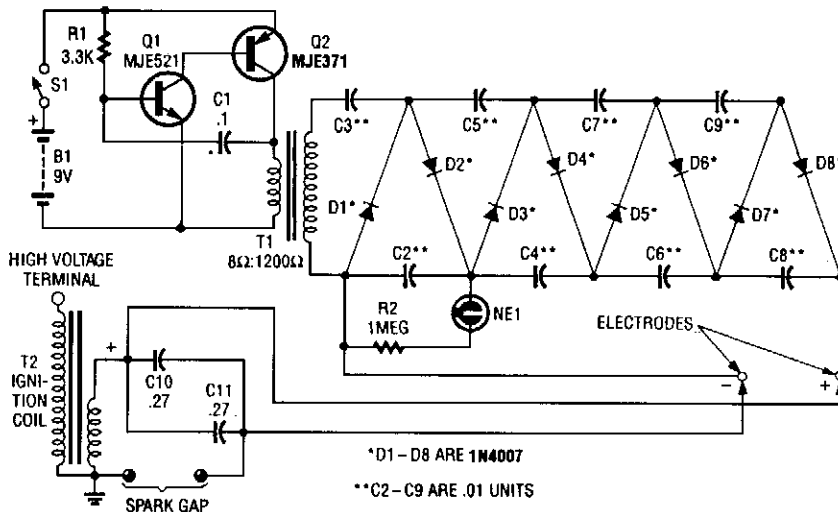 R1
3.3K
Q1
MJE521
Q2
MJE371
S1
+
B1
9V
C1
.1
T1
8Ω:1200Ω
C3**
C5**
C7**
C9**
D1*
D2*
D3*
D4*
D5*
D6*
D7*
D8*
C2**
C4**
C6**
C8**
R2
1MEG
NE1
ELECTRODES
−
+
HIGH VOLTAGE
TERMINAL
T2
IGNI-
TION
COIL
+
C10
.27
C11
.27
SPARK GAP
*D1–D8 ARE 1N4007
**C2–C9 ARE .01 UNITS